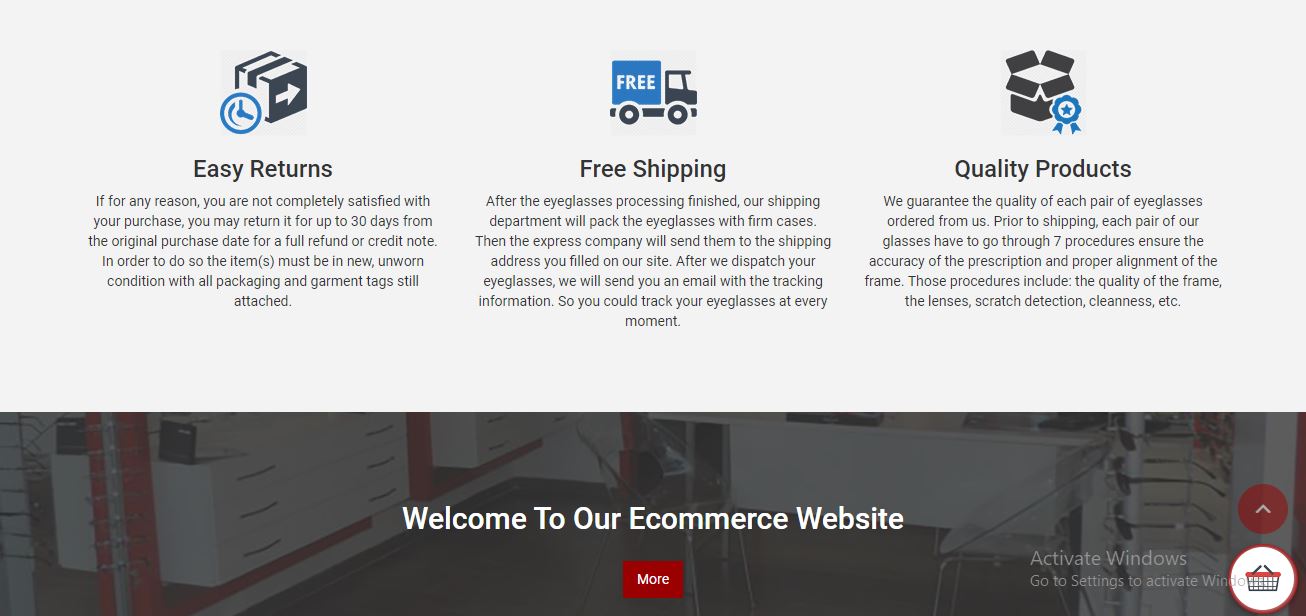 FREE
Easy Returns
If for any reason, you are not completely satisfied with
your purchase, you may return it for up to 30 days from
the original purchase date for a full refund or credit note.
In order to do so the item(s) must be in new, unworn
condition with all packaging and garment tags still
attached.
Free Shipping
After the eyeglasses processing finished, our shipping
department will pack the eyeglasses with firm cases.
Then the express company will send them to the shipping
address you filled on our site. After we dispatch your
eyeglasses, we will send you an email with the tracking
information. So you could track your eyeglasses at every
moment.
Quality Products
We guarantee the quality of each pair of eyeglasses
ordered from us. Prior to shipping, each pair of our
glasses have to go through 7 procedures ensure the
accuracy of the prescription and proper alignment of the
frame. Those procedures include: the quality of the frame,
the lenses, scratch detection, cleanness, etc.
Welcome To Our Ecommerce Website
More
Activate Windows
Go to Settings to activate Windo